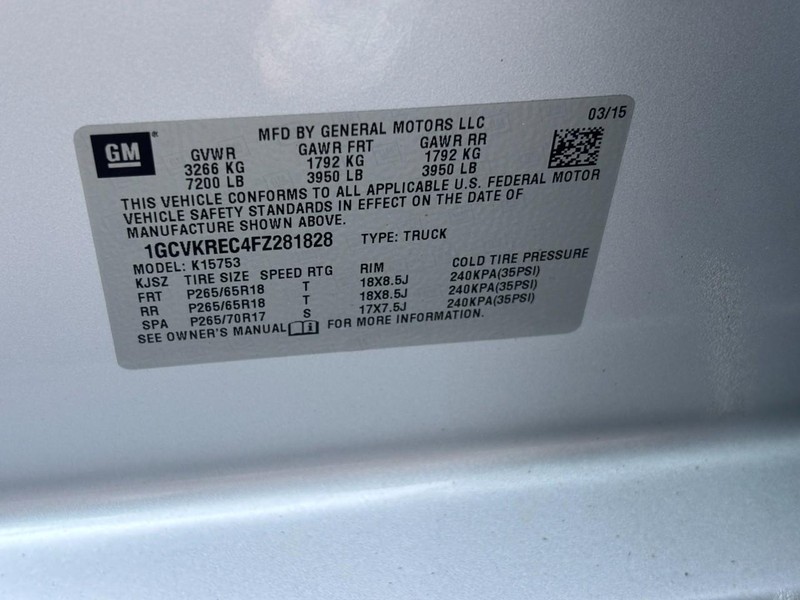 GM
03/15
MFD BY GENERAL MOTORS LLC
GVWR GAWR FRT GAWR RR
3266 KG 1792 KG 1792 KG
7200 LB 3950 LB 3950 LB
THIS VEHICLE CONFORMS TO ALL APPLICABLE U.S. FEDERAL MOTOR
VEHICLE SAFETY STANDARDS IN EFFECT ON THE DATE OF
MANUFACTURE SHOWN ABOVE.
1GCVKREC4FZ281828 TYPE: TRUCK
MODEL: K15753
KJSZ TIRE SIZE SPEED RTG RIM COLD TIRE PRESSURE
FRT P265/65R18 T 18X8.5J 240KPA(35PSI)
RR P265/65R18 T 18X8.5J 240KPA(35PSI)
SPA P265/70R17 S 17X7.5J 240KPA(35PSI)
SEE OWNER'S MANUAL FOR MORE INFORMATION.